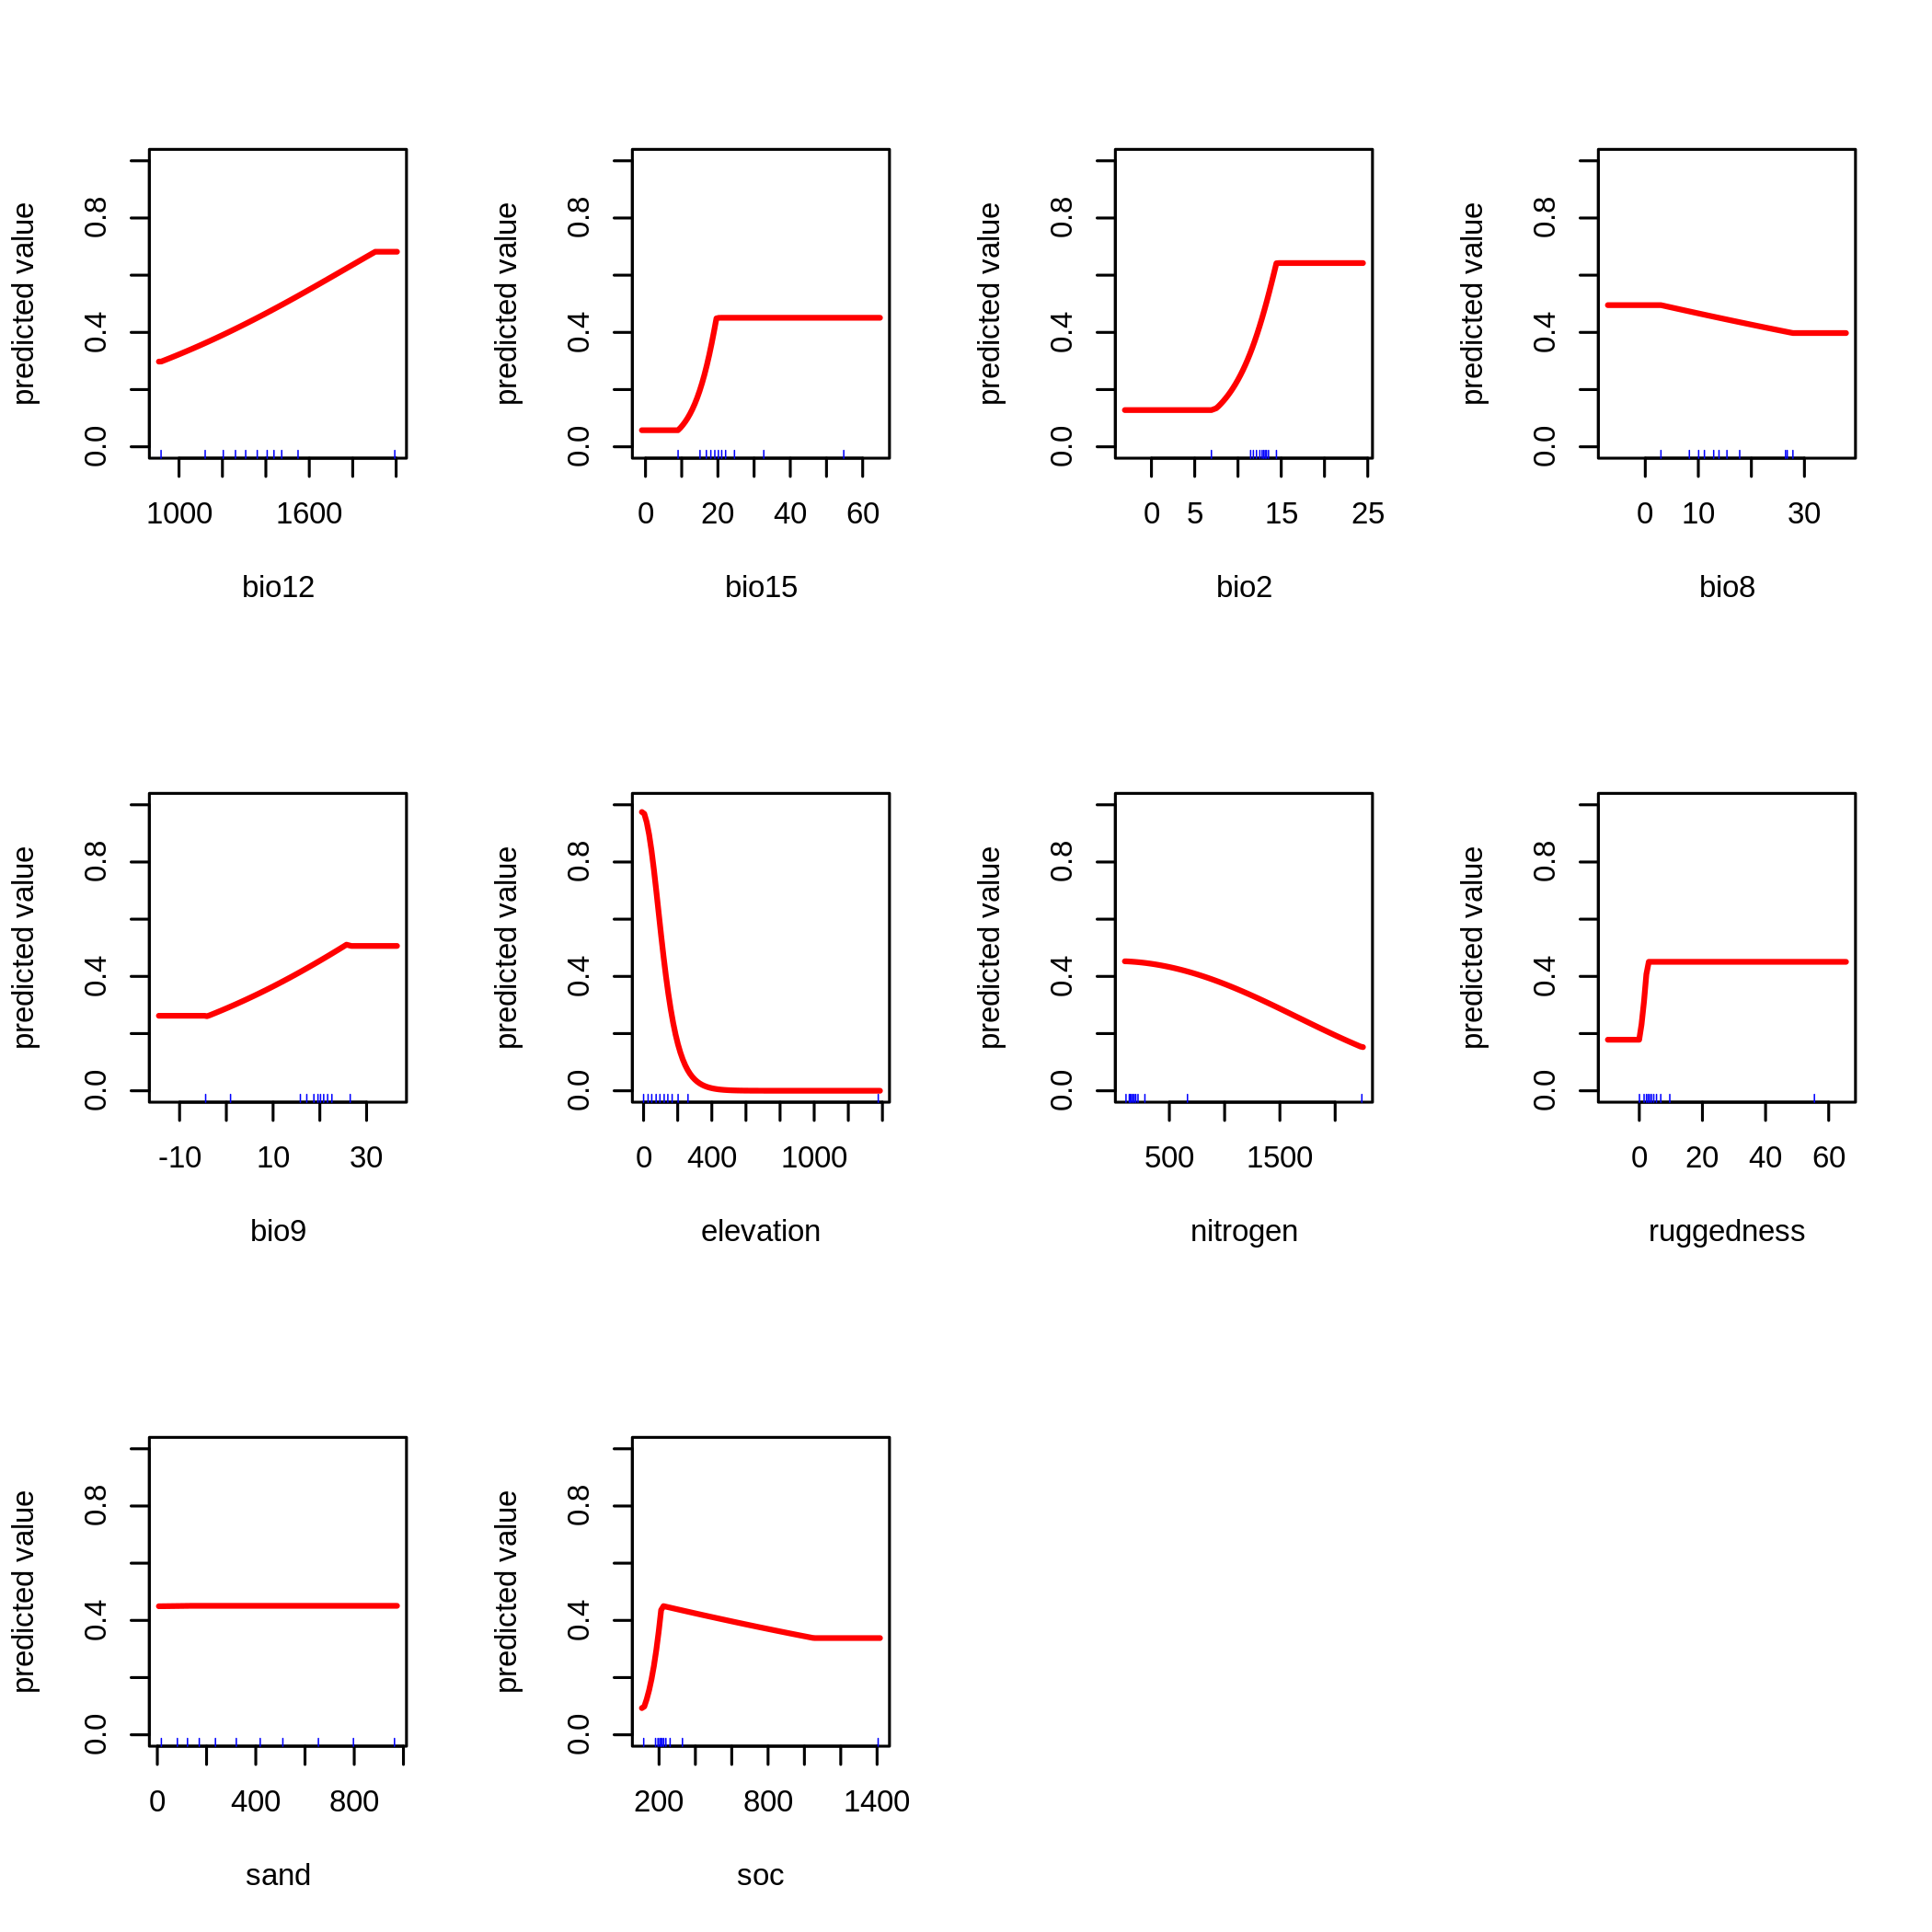 predicted value
0.0 0.4 0.8
1000 1600
bio12
predicted value
0.0 0.4 0.8
0 20 40 60
bio15
predicted value
0.0 0.4 0.8
0 5 15 25
bio2
predicted value
0.0 0.4 0.8
0 10 30
bio8
predicted value
0.0 0.4 0.8
-10 10 30
bio9
predicted value
0.0 0.4 0.8
0 400 1000
elevation
predicted value
0.0 0.4 0.8
500 1500
nitrogen
predicted value
0.0 0.4 0.8
0 20 40 60
ruggedness
predicted value
0.0 0.4 0.8
0 400 800
sand
predicted value
0.0 0.4 0.8
200 800 1400
soc